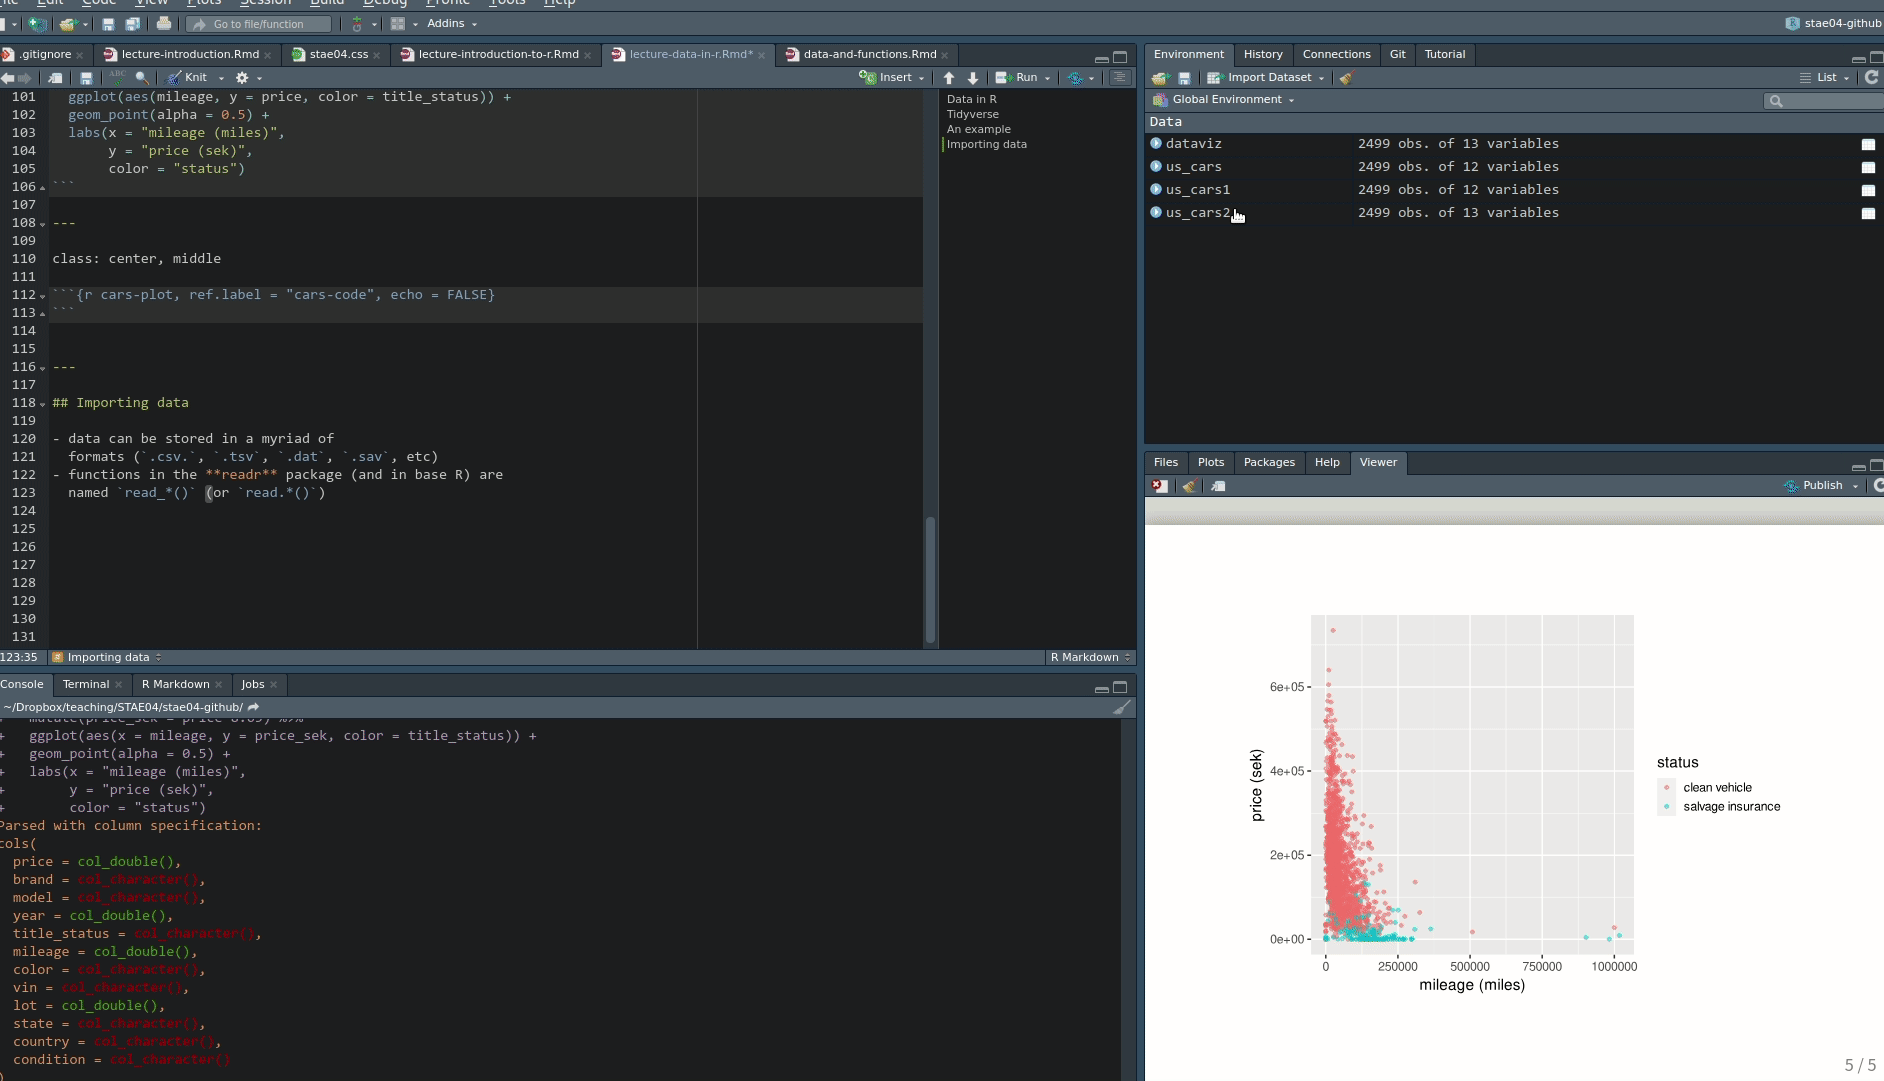 File Edit Code View Plots Session Build Debug Profile Tools Help
Go to file/function
Addins
stae04-github
.gitignore
lecture-introduction.Rmd
stae04.css
lecture-introduction-to-r.Rmd
lecture-data-in-r.Rmd*
data-and-functions.Rmd
ABC
Knit
Insert
Run
101 ggplot(aes(mileage, y = price, color = title_status)) +
102 geom_point(alpha = 0.5) +
103 labs(x = "mileage (miles)",
104 y = "price (sek)",
105 color = "status")
106 ```
107
108 ---
109
110 class: center, middle
111
112 ```{r cars-plot, ref.label = "cars-code", echo = FALSE}
113 ```
114
115
116 ---
117
118 ## Importing data
119
120 - data can be stored in a myriad of
121 formats (`.csv.`, `.tsv`, `.dat`, `.sav`, etc)
122 - functions in the **readr** package (and in base R) are
123 named `read_*()` (or `read.*()`)
124
125
126
127
128
129
130
131
Data in R
Tidyverse
An example
Importing data
123:35
Importing data
R Markdown
Console
Terminal
R Markdown
Jobs
~/Dropbox/teaching/STAE04/stae04-github/
+ ggplot(aes(x = mileage, y = price_sek, color = title_status)) +
+ geom_point(alpha = 0.5) +
+ labs(x = "mileage (miles)",
+ y = "price (sek)",
+ color = "status")
Parsed with column specification:
cols(
price = col_double(),
brand = col_character(),
model = col_character(),
year = col_double(),
title_status = col_character(),
mileage = col_double(),
color = col_character(),
vin = col_character(),
lot = col_double(),
state = col_character(),
country = col_character(),
condition = col_character()
)
Environment
History
Connections
Git
Tutorial
Import Dataset
List
Global Environment
Data
dataviz 2499 obs. of 13 variables
us_cars 2499 obs. of 12 variables
us_cars1 2499 obs. of 12 variables
us_cars2 2499 obs. of 13 variables
Files
Plots
Packages
Help
Viewer
Publish
price (sek)
6e+05
4e+05
2e+05
0e+00
0 250000 500000 750000 1000000
mileage (miles)
status
clean vehicle
salvage insurance
5 / 5